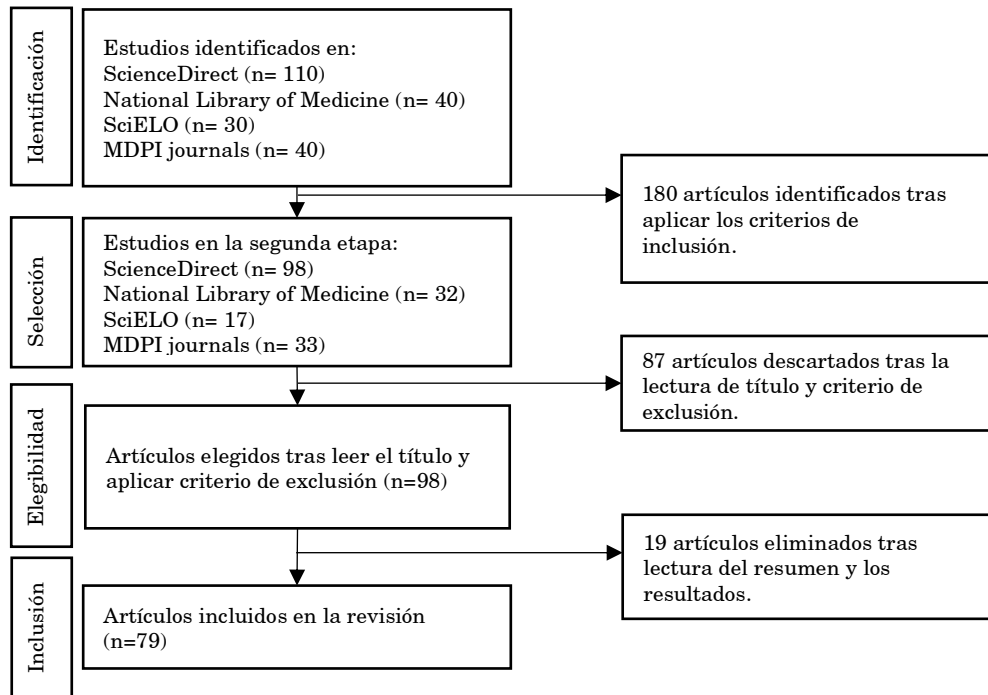 Identificación
Estudios identificados en:
ScienceDirect (n= 110)
National Library of Medicine (n= 40)
SciELO (n= 30)
MDPI journals (n= 40)
180 artículos identificados tras
aplicar los criterios de
inclusión.
Selección
Estudios en la segunda etapa:
ScienceDirect (n= 98)
National Library of Medicine (n= 32)
SciELO (n= 17)
MDPI journals (n= 33)
87 artículos descartados tras la
lectura de título y criterio de
exclusión.
Elegibilidad
Artículos elegidos tras leer el título y
aplicar criterio de exclusión (n=98)
19 artículos eliminados tras
lectura del resumen y los
resultados.
Inclusión
Artículos incluidos en la revisión
(n=79)